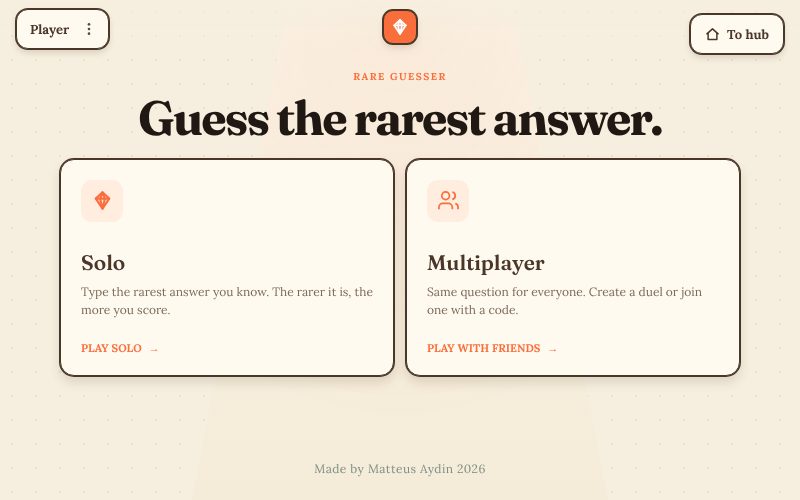 Player
To hub
RARE GUESSER
Guess the rarest answer.
Solo
Type the rarest answer you know. The rarer it is, the
more you score.
PLAY SOLO →
Multiplayer
Same question for everyone. Create a duel or join
one with a code.
PLAY WITH FRIENDS →
Made by Matteus Aydin 2026